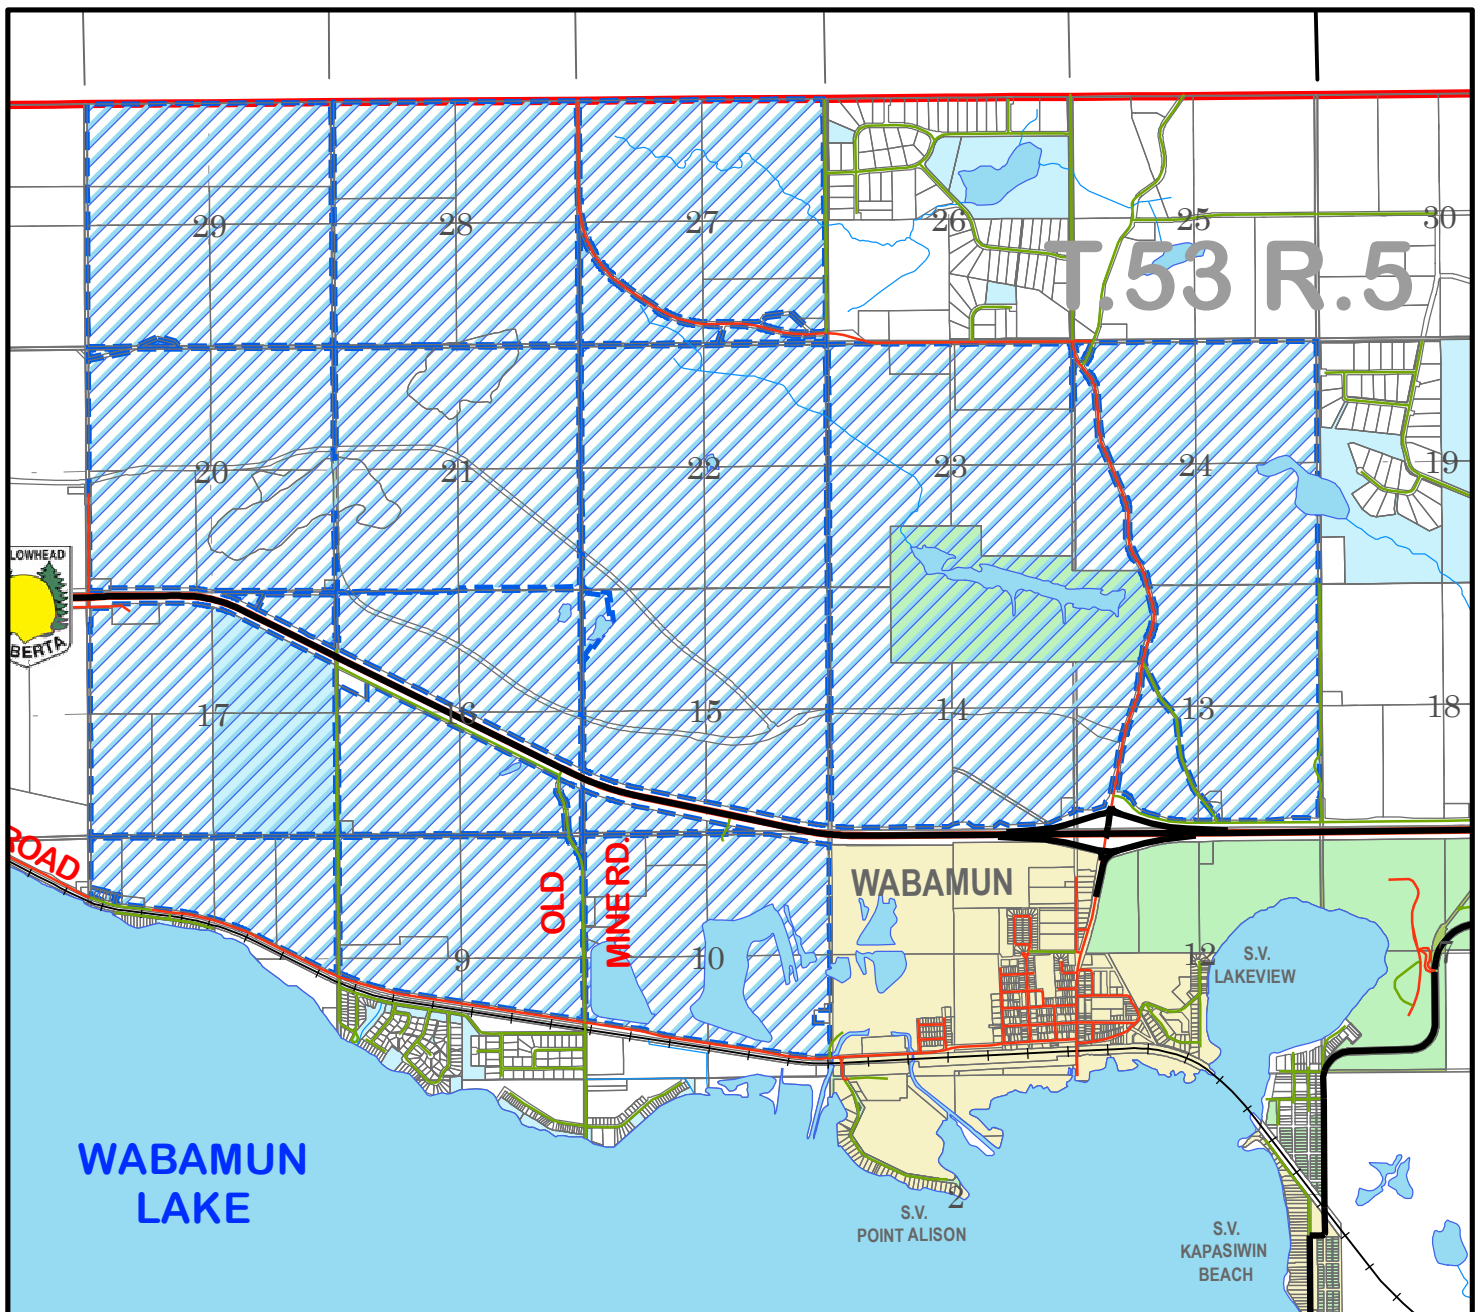 29
28
27
26
25
30
T.53 R.5
20
21
22
23
24
19
LOWHEAD
BERTA
17
16
15
14
13
18
ROAD
OLD
MINE RD.
WABAMUN
9
10
12
7
S.V.
LAKEVIEW
WABAMUN
LAKE
2
S.V.
POINT ALISON
S.V.
KAPASIWIN
BEACH